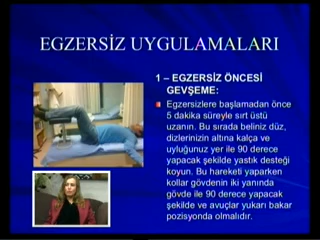 EGZERSİZ UYGULAMALARI
1 – EGZERSİZ ÖNCESİ
GEVŞEME:
Egzersizlere başlamadan önce
5 dakika süreyle sırt üstü
uzanın. Bu sırada beliniz düz,
dizlerinizin altına kalça ve
uyluğunuz yer ile 90 derece
yapacak şekilde yastık desteği
koyun. Bu hareketi yaparken
kollar gövdenin iki yanında
gövde ile 90 derece yapacak
şekilde ve avuçlar yukarı bakar
pozisyonda olmalıdır.